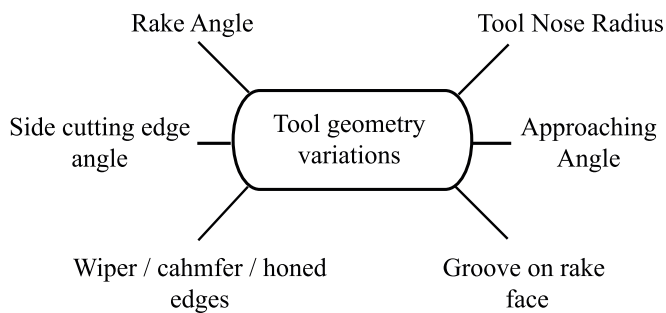 Rake Angle
Tool Nose Radius
Side cutting edge
angle
Tool geometry
variations
Approaching
Angle
Wiper / cahmfer / honed
edges
Groove on rake
face